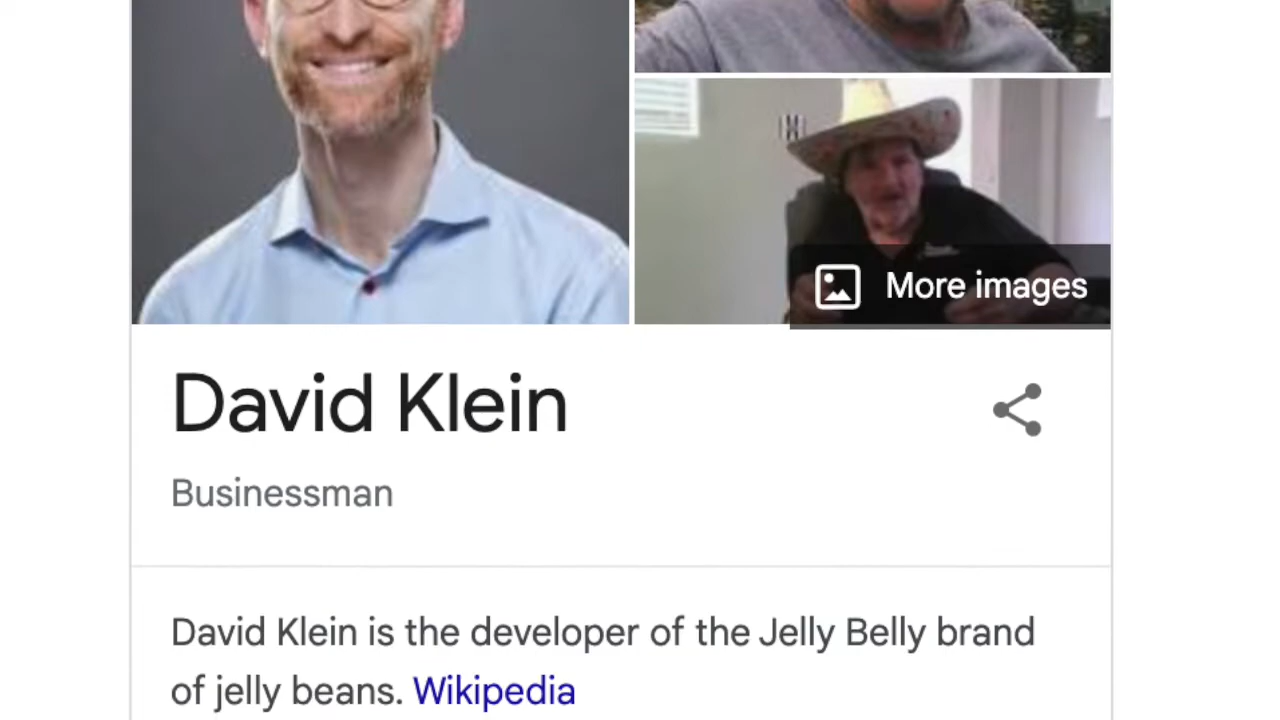 More images
David Klein
Businessman
David Klein is the developer of the Jelly Belly brand
of jelly beans. Wikipedia